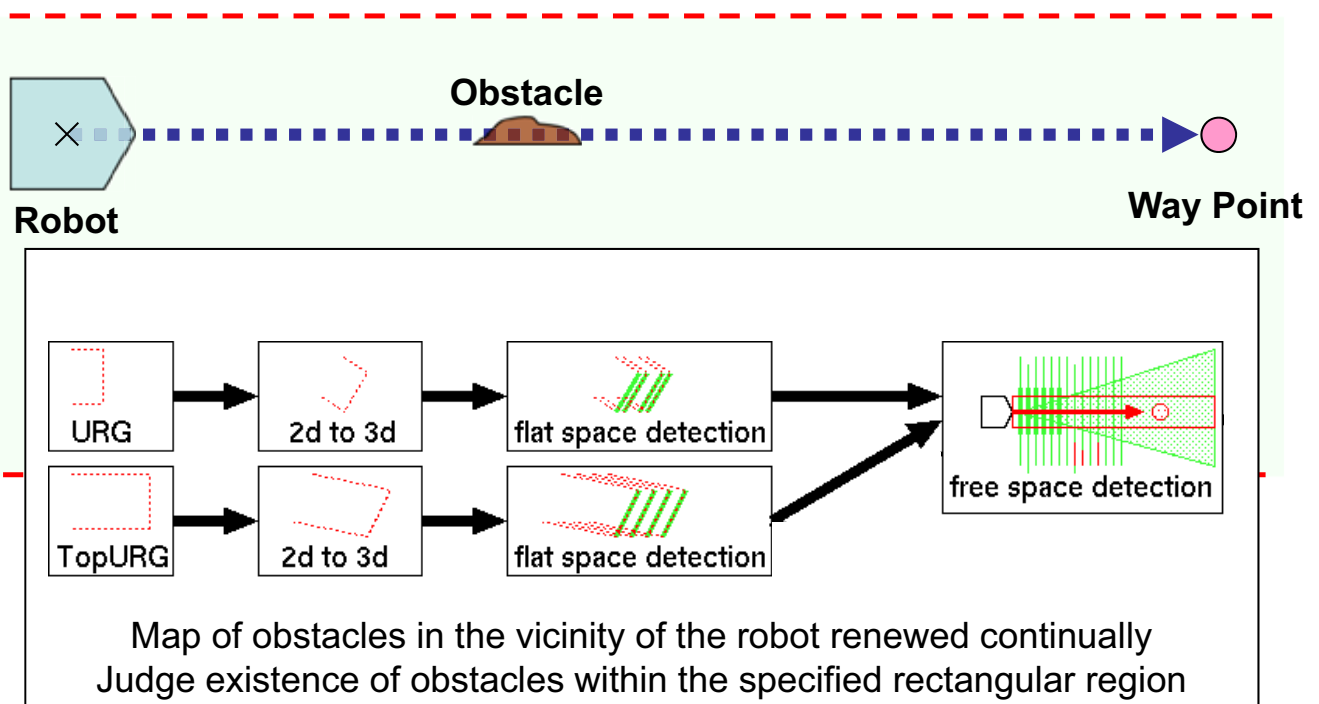 Obstacle
Robot
Way Point
URG
2d to 3d
flat space detection
free space detection
TopURG
2d to 3d
flat space detection
Map of obstacles in the vicinity of the robot renewed continually
Judge existence of obstacles within the specified rectangular region